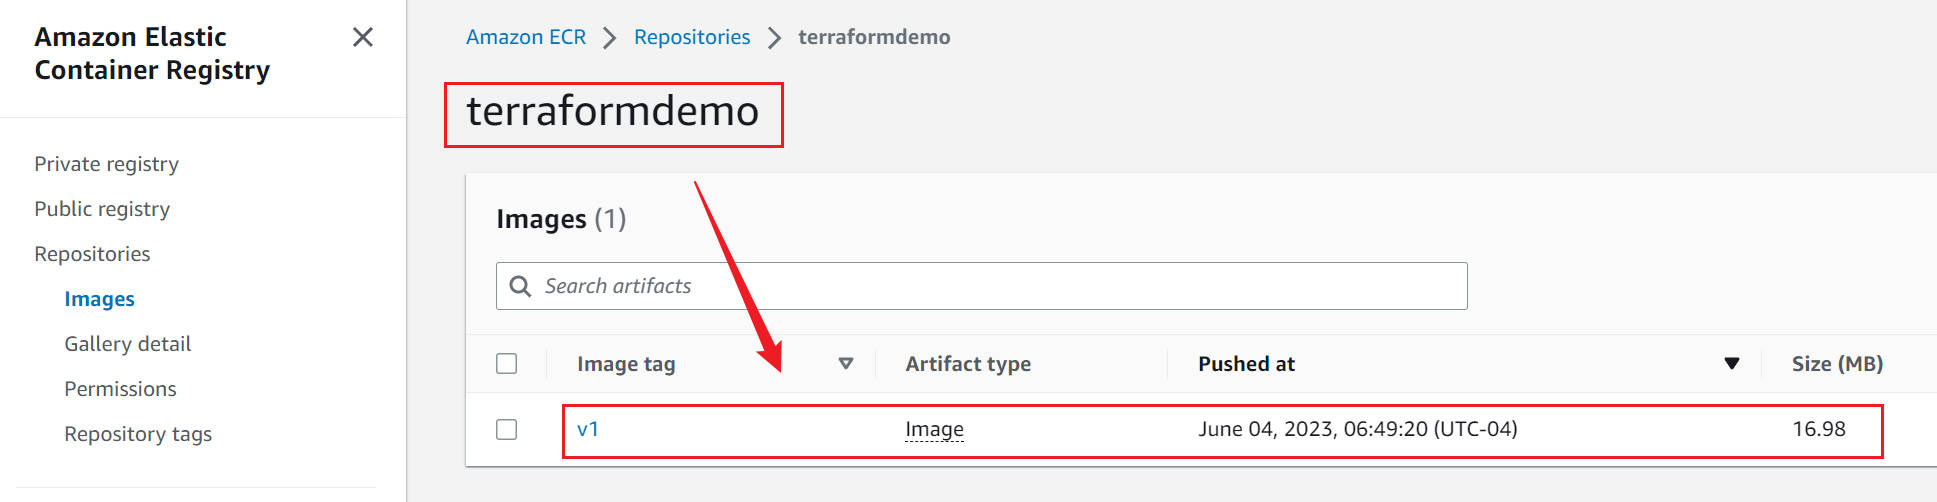 Amazon Elastic
Container Registry
Private registry
Public registry
Repositories
Images
Gallery detail
Permissions
Repository tags
Amazon ECR > Repositories > terraformdemo
terraformdemo
Images (1)
Search artifacts
Image tag Artifact type Pushed at Size (MB)
v1 Image June 04, 2023, 06:49:20 (UTC-04) 16.98